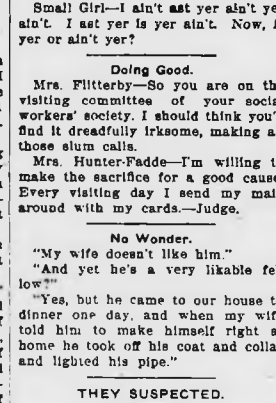 Small Girl—I ain't ast yer ain't ye
ain't. I ast yer is yer ain't. Now, i
yer or ain't yer?
Doing Good.
Mrs. Flitterby—So you are on th
visiting committee of your socia
workers' society. I should think you'
find it dreadfully irksome, making a
those slum calls.
Mrs. Hunter-Fadde—I'm willing t
make the sacrifice for a good cause
Every visiting day I send my mai
around with my cards.—Judge.
No Wonder.
"My wife doesn't like him."
"And yet he's a very likable fel
low?"
"Yes, but he came to our house t
dinner one day, and when my wif
told him to make himself right a
home he took off his coat and colla
and lighted his pipe."
THEY SUSPECTED.